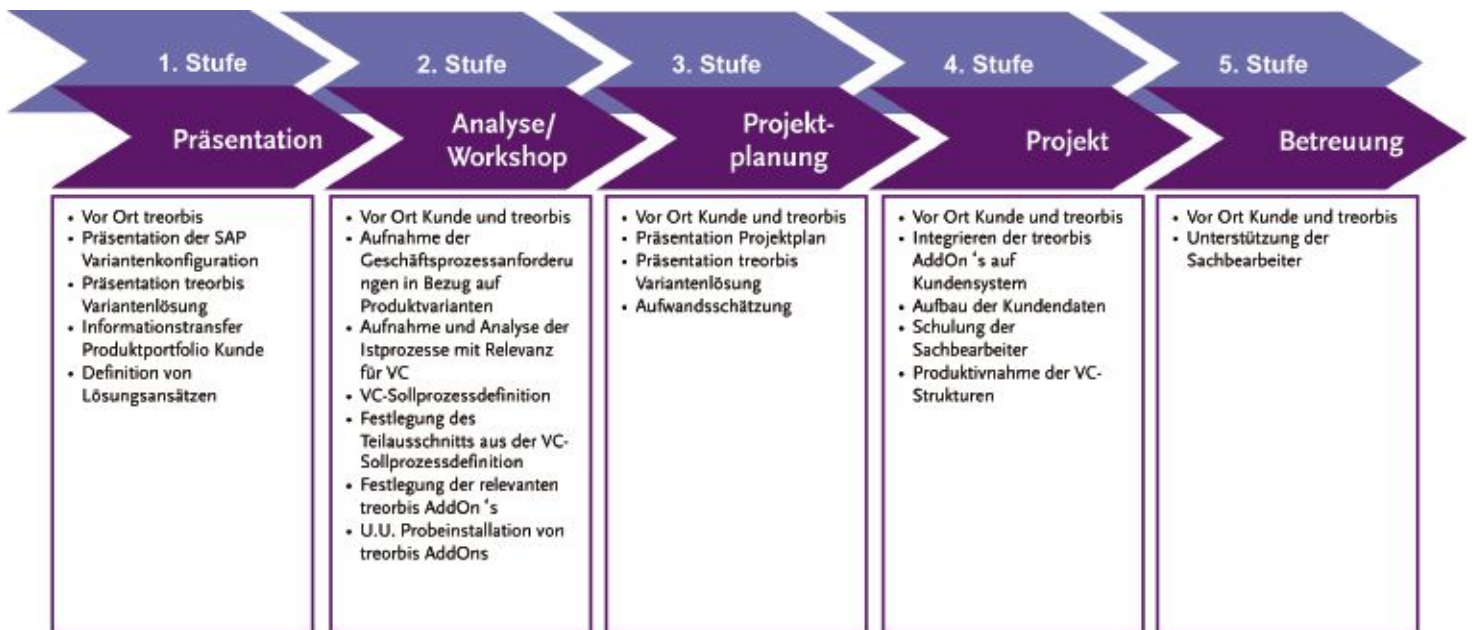 1. Stufe
2. Stufe
3. Stufe
4. Stufe
5. Stufe
Präsentation
Analyse/
Workshop
Projekt-
planung
Projekt
Betreuung
• Vor Ort treorbis
• Präsentation der SAP
Variantenkonfiguration
• Präsentation treorbis
Variantenlösung
• Informationstransfer
Produktportfolio Kunde
• Definition von
Lösungsansätzen
• Vor Ort Kunde und treorbis
• Aufnahme der
Geschäftsprozessanforderu
ngen in Bezug auf
Produktvarianten
• Aufnahme und Analyse der
Istprozesse mit Relevanz
für VC
• VC-Sollprozessdefinition
• Festlegung des
Teilausschnitts aus der VC-
Sollprozessdefinition
• Festlegung der relevanten
treorbis AddOn ‘s
• U.U. Probeinstallation von
treorbis AddOns
• Vor Ort Kunde und treorbis
• Präsentation Projektplan
• Präsentation treorbis
Variantenlösung
• Aufwandsschätzung
• Vor Ort Kunde und treorbis
• Integrieren der treorbis
AddOn ‘s auf
Kundensystem
• Aufbau der Kundendaten
• Schulung der
Sachbearbeiter
• Produktivnahme der VC-
Strukturen
• Vor Ort Kunde und treorbis
• Unterstützung der
Sachbearbeiter